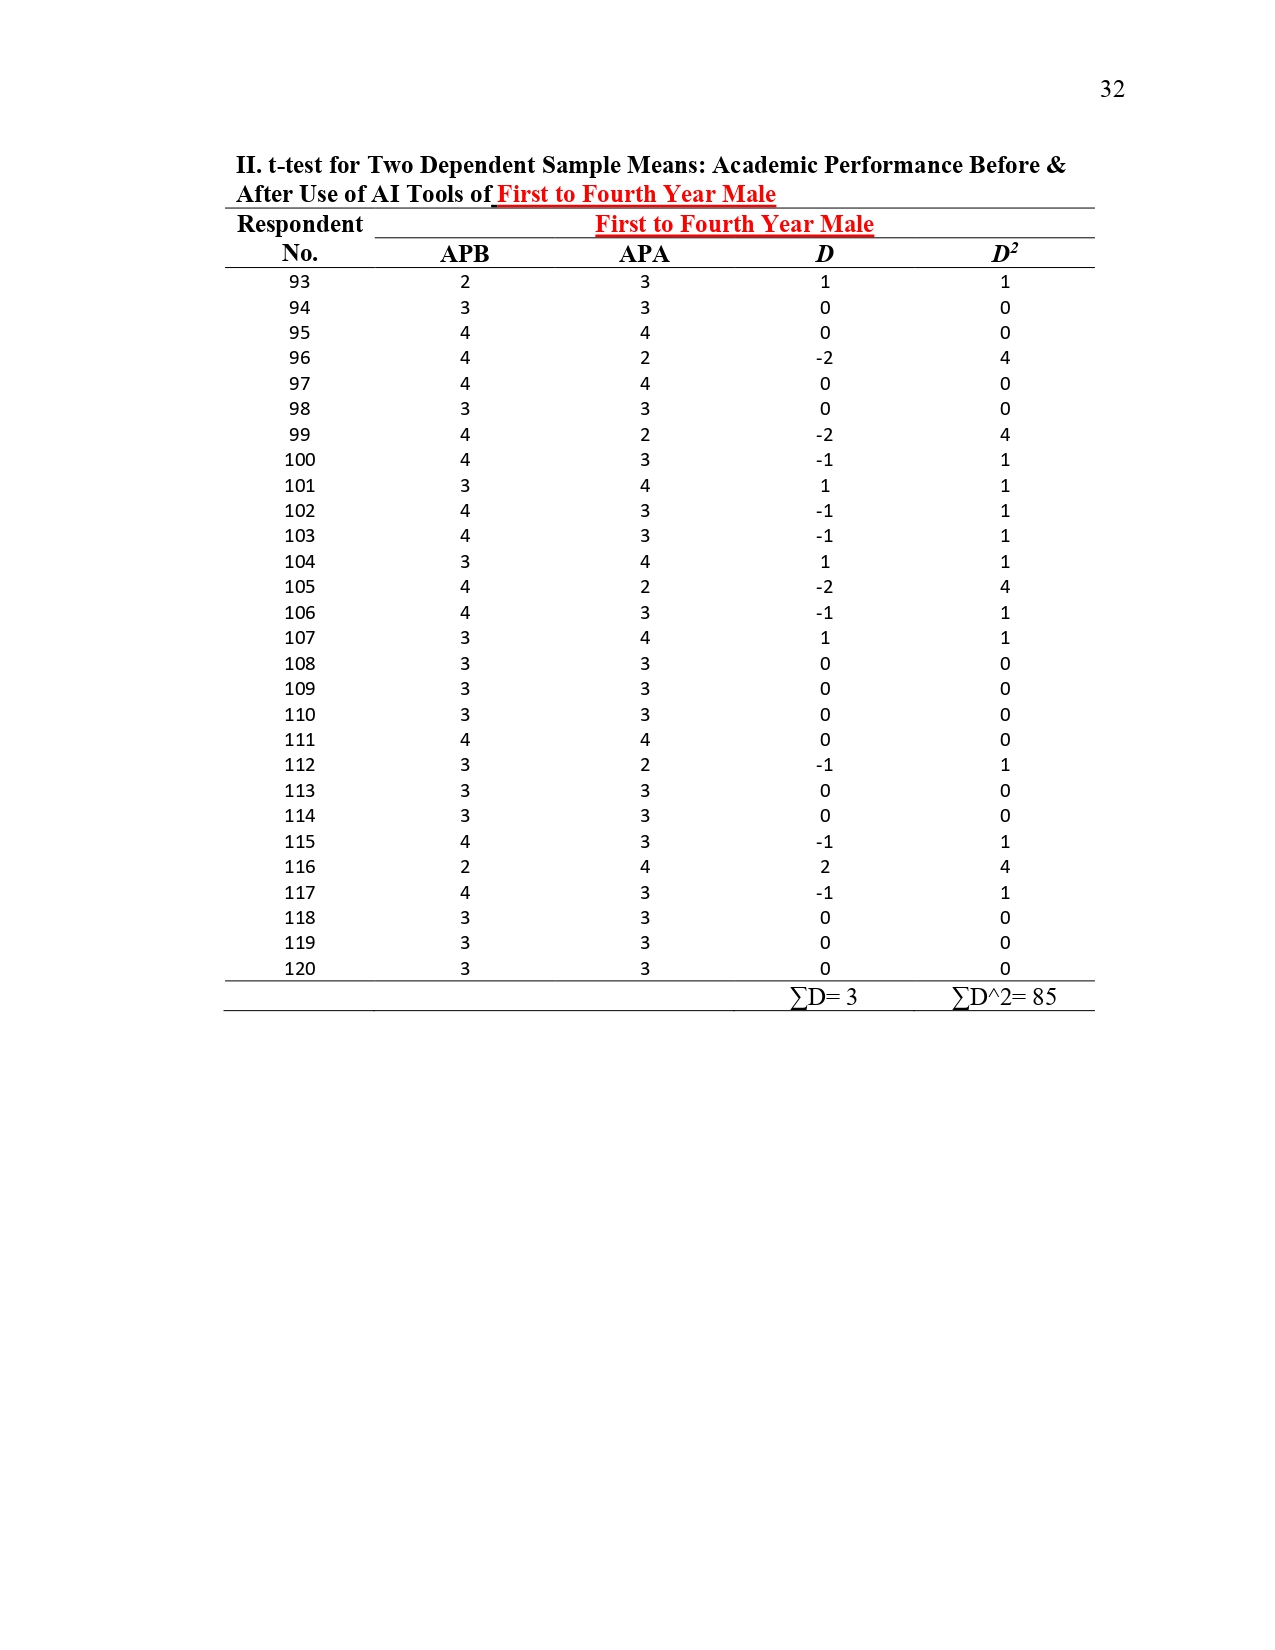 32
II. t-test for Two Dependent Sample Means: Academic Performance Before &
After Use of AI Tools of First to Fourth Year Male
Respondent No. First to Fourth Year Male
APB APA D D²
93 2 3 1 1
94 3 3 0 0
95 4 4 0 0
96 4 2 -2 4
97 4 4 0 0
98 3 3 0 0
99 4 2 -2 4
100 4 3 -1 1
101 3 4 1 1
102 4 3 -1 1
103 4 3 -1 1
104 3 4 1 1
105 4 2 -2 4
106 4 3 -1 1
107 3 4 1 1
108 3 3 0 0
109 3 3 0 0
110 3 3 0 0
111 4 4 0 0
112 3 2 -1 1
113 3 3 0 0
114 3 3 0 0
115 4 3 -1 1
116 2 4 2 4
117 4 3 -1 1
118 3 3 0 0
119 3 3 0 0
120 3 3 0 0
∑D= 3 ∑D^2= 85